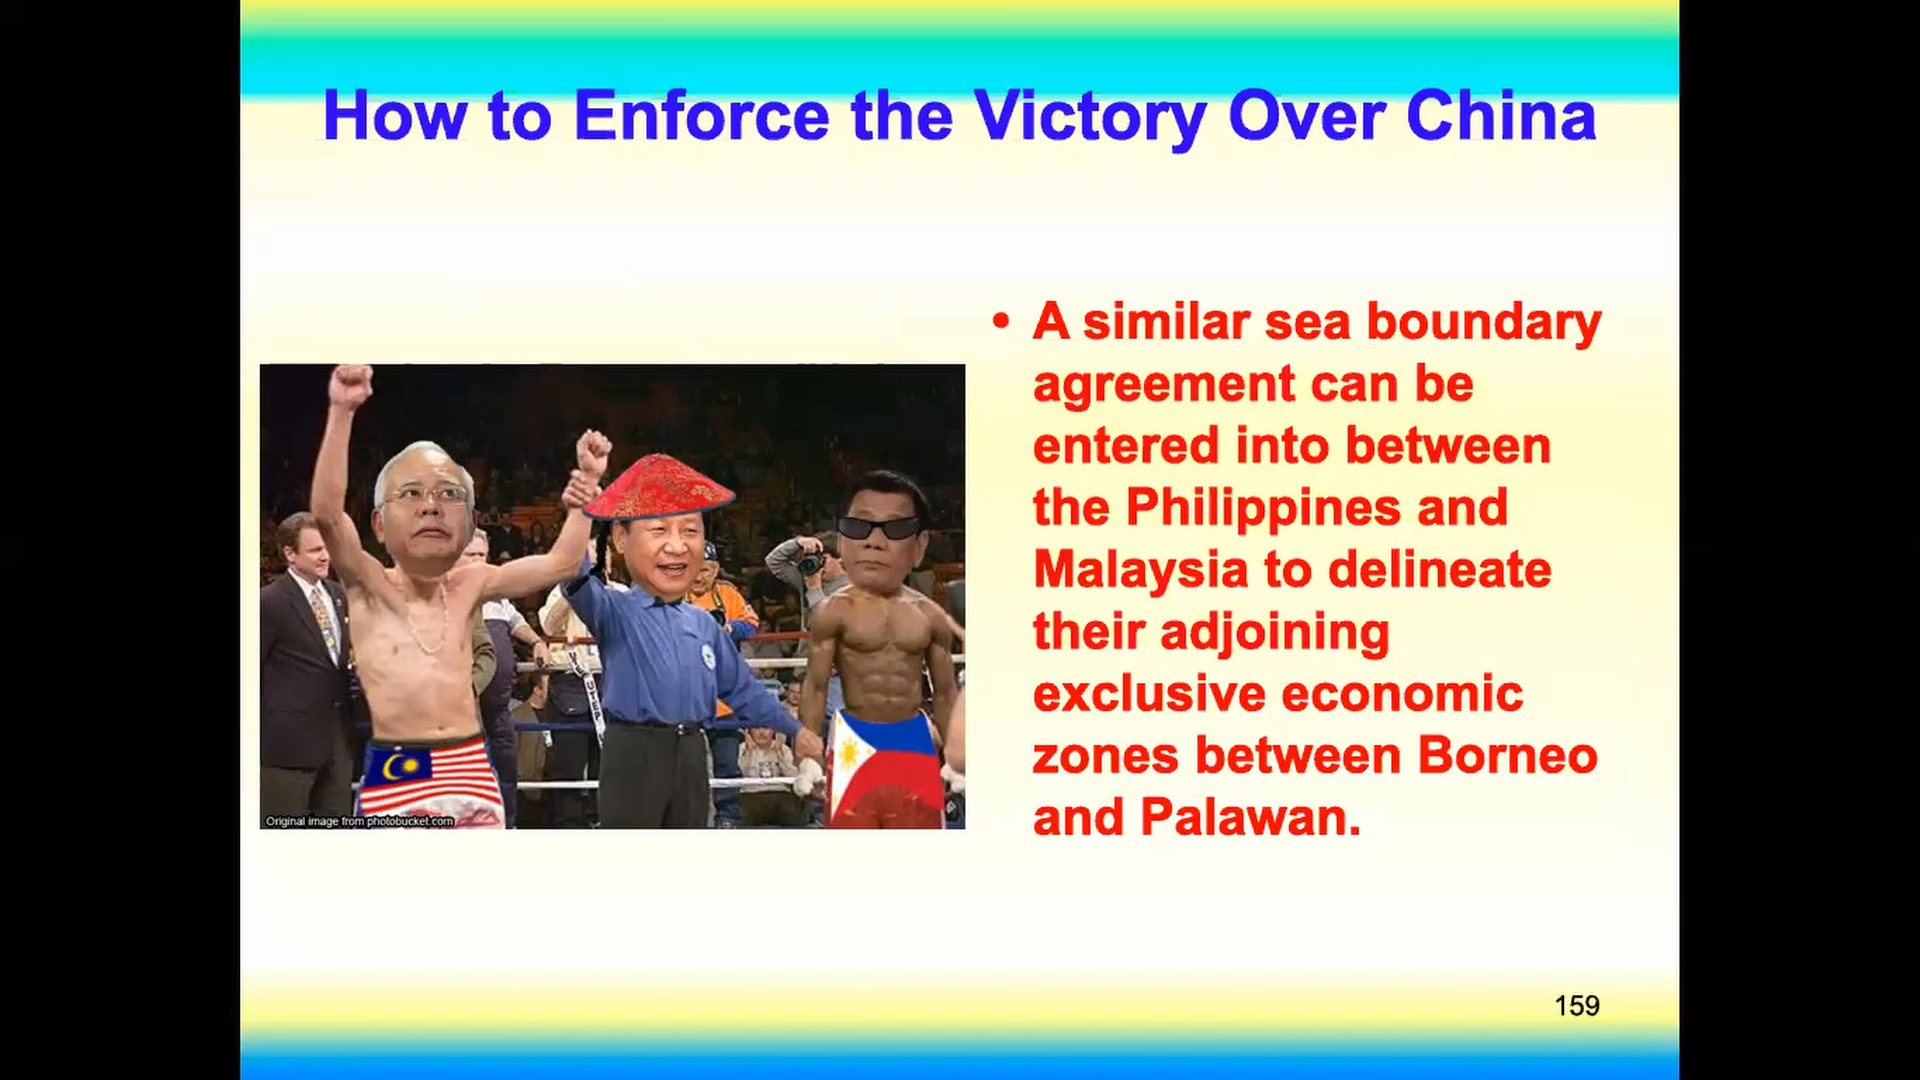 How to Enforce the Victory Over China
• A similar sea boundary
agreement can be
entered into between
the Philippines and
Malaysia to delineate
their adjoining
exclusive economic
zones between Borneo
and Palawan.
Original image from photobucket.com
159